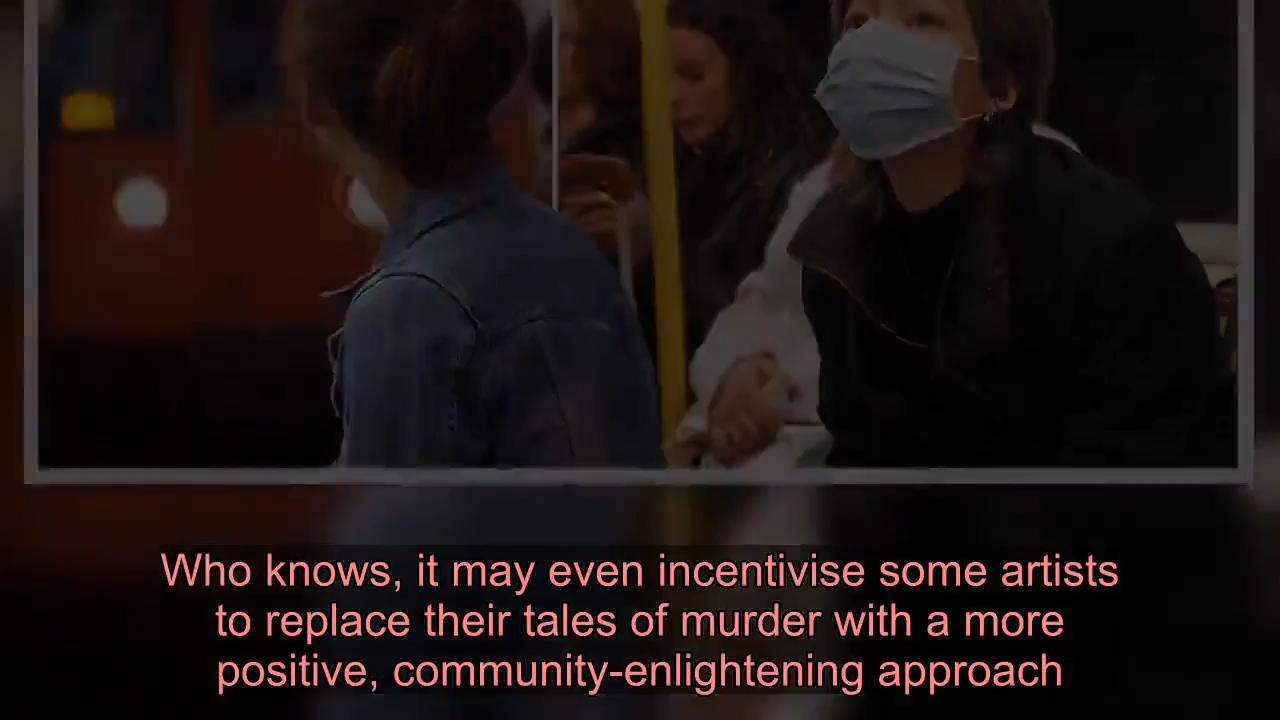 Who knows, it may even incentivise some artists
to replace their tales of murder with a more
positive, community-enlightening approach